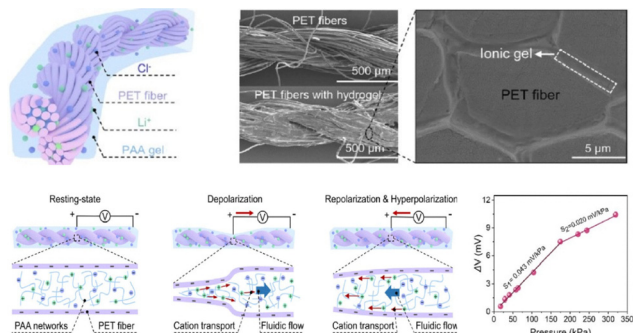 Cl-
PET fiber
Li+
PAA gel
PET fibers
500 µm
PET fibers with hydrogel
500 µm
Ionic gel
PET fiber
5 µm
Resting-state
+ V -
PAA networks
PET fiber
Depolarization
+ V -
Cation transport
Fluidic flow
Repolarization & Hyperpolarization
+ V -
Cation transport
Fluidic flow
ΔV (mV)
12
9
6
3
0
S1= 0.043 mV/kPa
S2=0.020 mV/kPa
0 50 100 150 200 250 300 350
Pressure (kPa)